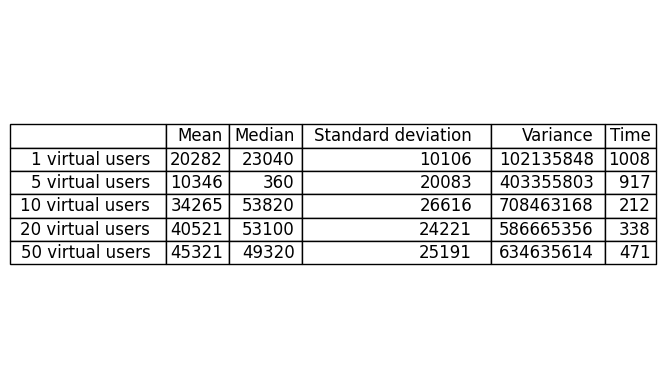 Mean Median Standard deviation Variance Time
1 virtual users 20282 23040 10106 102135848 1008
5 virtual users 10346 360 20083 403355803 917
10 virtual users 34265 53820 26616 708463168 212
20 virtual users 40521 53100 24221 586665356 338
50 virtual users 45321 49320 25191 634635614 471